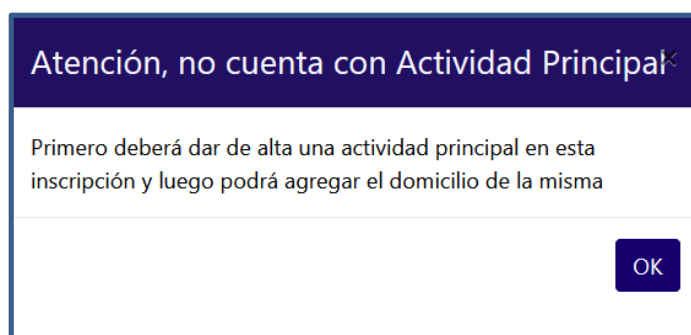 Atención, no cuenta con Actividad Principal
Primero deberá dar de alta una actividad principal en esta
inscripción y luego podrá agregar el domicilio de la misma
OK